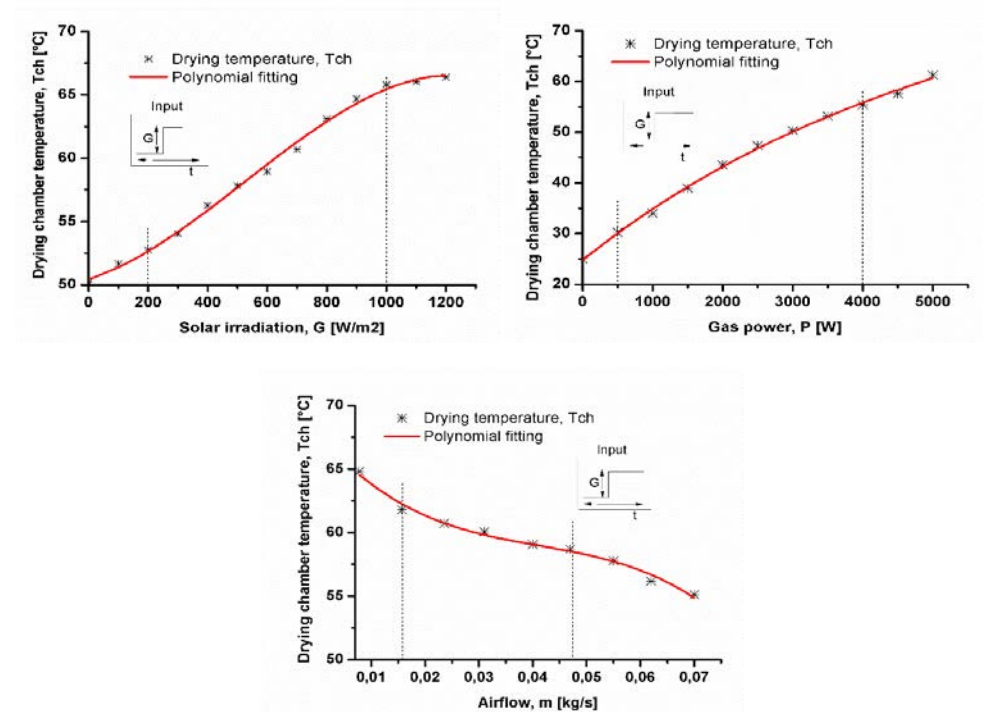 70
65
60
55
50
Drying chamber temperature, Tch [°C]
Drying temperature, Tch
Polynomial fitting
Input
G
t
0
200
400
600
800
1000
1200
Solar irradiation, G [W/m2]
70
60
50
40
30
20
Drying chamber temperature, Tch [°C]
Drying temperature, Tch
Polynomial fitting
Input
G
t
0
1000
2000
3000
4000
5000
Gas power, P [W]
70
65
60
55
50
Drying chamber temperature, Tch [°C]
Drying temperature, Tch
Polynomial fitting
Input
G
t
0,01
0,02
0,03
0,04
0,05
0,06
0,07
Airflow, m [kg/s]